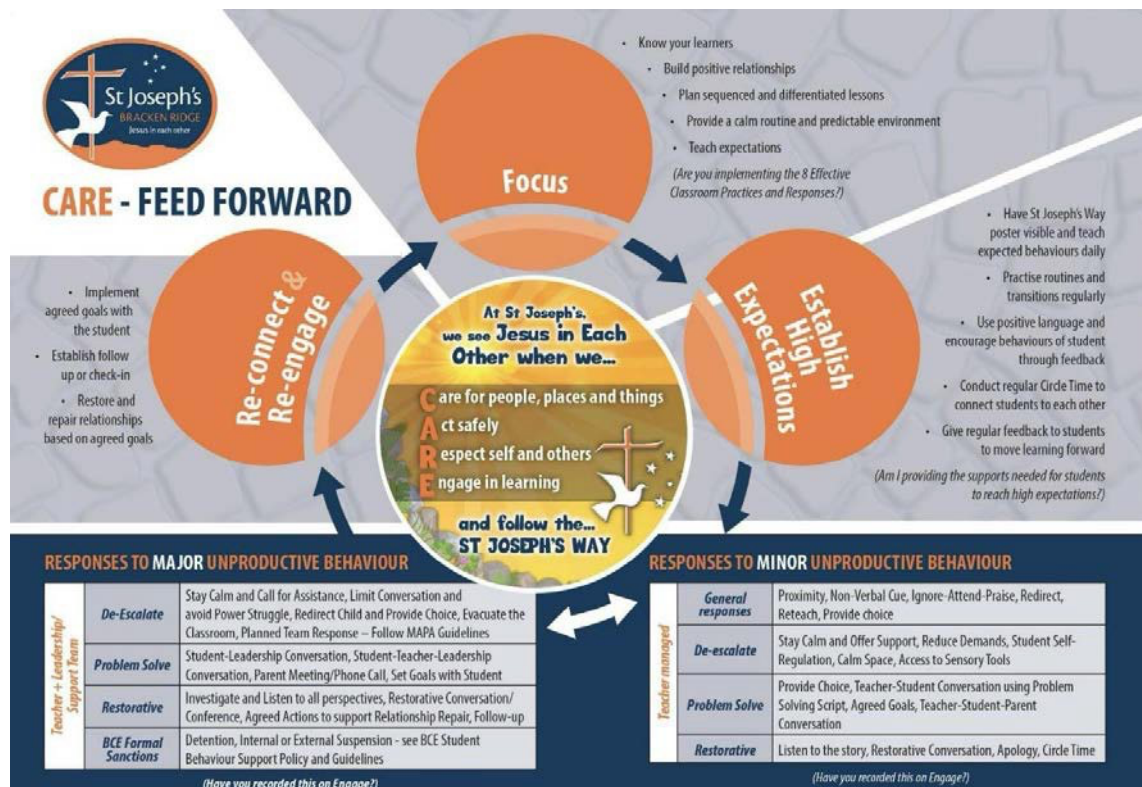 St Joseph's
BRACKEN RIDGE
Jesus in each other
CARE - FEED FORWARD
Focus
• Know your learners
• Build positive relationships
• Plan sequenced and differentiated lessons
• Provide a calm routine and predictable environment
• Teach expectations
(Are you implementing the 8 Effective
Classroom Practices and Responses?)
Establish
High
Expectations
• Have St Joseph's Way
poster visible and teach
expected behaviours daily
• Practise routines and
transitions regularly
• Use positive language and
encourage behaviours of student
through feedback
• Conduct regular Circle Time to
connect students to each other
• Give regular feedback to students
to move learning forward
(Am I providing the supports needed for students
to reach high expectations?)
Re-connect &
Re-engage
• Implement
agreed goals with
the student
• Establish follow
up or check-in
• Restore and
repair relationships
based on agreed goals
At St Joseph's,
we see Jesus in Each
Other when we...
Care for people, places and things
Act safely
Respect self and others
Engage in learning
and follow the...
ST JOSEPH'S WAY
RESPONSES TO MAJOR UNPRODUCTIVE BEHAVIOUR
Teacher + Leadership/
Support Team
De-Escalate
Stay Calm and Call for Assistance, Limit Conversation and
avoid Power Struggle, Redirect Child and Provide Choice, Evacuate the
Classroom, Planned Team Response – Follow MAPA Guidelines
Problem Solve
Student-Leadership Conversation, Student-Teacher-Leadership
Conversation, Parent Meeting/Phone Call, Set Goals with Student
Restorative
Investigate and Listen to all perspectives, Restorative Conversation/
Conference, Agreed Actions to support Relationship Repair, Follow-up
BCE Formal
Sanctions
Detention, Internal or External Suspension - see BCE Student
Behaviour Support Policy and Guidelines
(Have you recorded this on Engage?)
RESPONSES TO MINOR UNPRODUCTIVE BEHAVIOUR
Teacher managed
General
responses
Proximity, Non-Verbal Cue, Ignore-Attend-Praise, Redirect,
Reteach, Provide choice
De-escalate
Stay Calm and Offer Support, Reduce Demands, Student Self-
Regulation, Calm Space, Access to Sensory Tools
Problem Solve
Provide Choice, Teacher-Student Conversation using Problem
Solving Script, Agreed Goals, Teacher-Student-Parent
Conversation
Restorative
Listen to the story, Restorative Conversation, Apology, Circle Time
(Have you recorded this on Engage?)